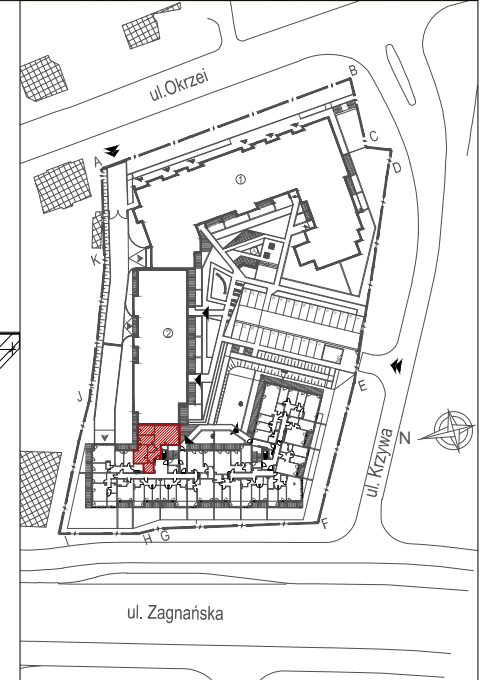 ul.Okrzei
B
C
D
A
①
K
②
J
E
N
ul. Krzywa
F
I
H G
ul. Zagnańska